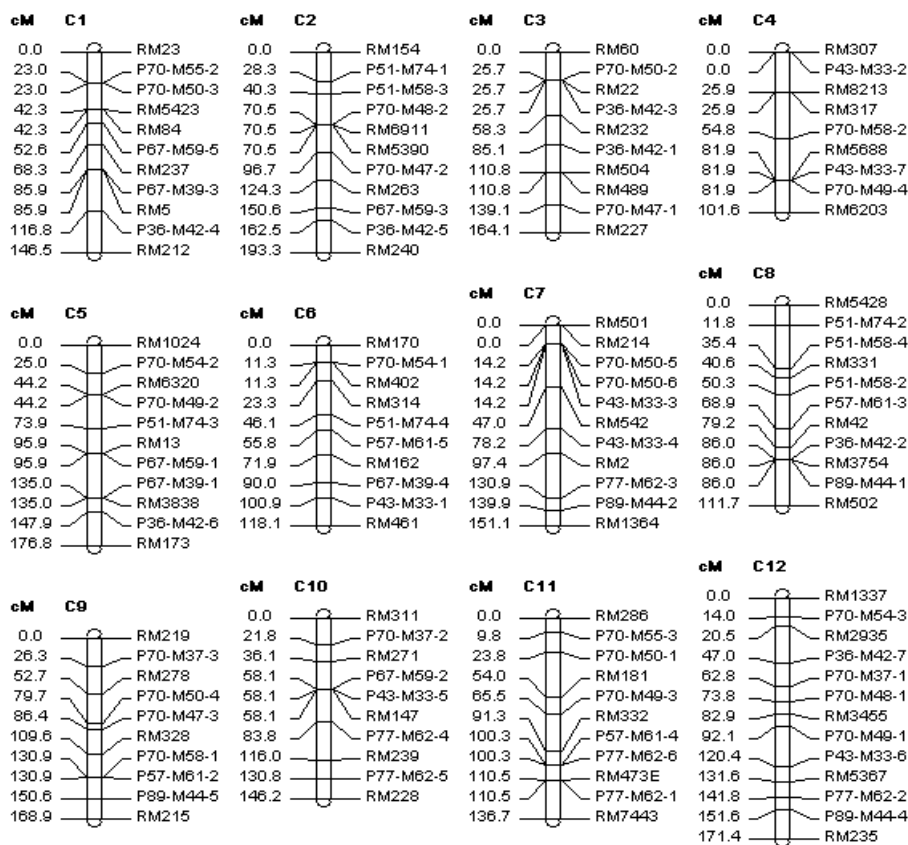 cM C1
0.0 RM23
23.0 P70-M55-2
23.0 P70-M50-3
42.3 RM5423
42.3 RM84
52.6 P67-M59-5
68.3 RM237
85.9 P67-M39-3
85.9 RM5
116.8 P36-M42-4
146.5 RM212
cM C2
0.0 RM154
28.3 P51-M74-1
40.3 P51-M58-3
70.5 P70-M48-2
70.5 RM6911
70.5 RM5390
96.7 P70-M47-2
124.3 RM263
150.6 P67-M59-3
162.5 P36-M42-5
193.3 RM240
cM C3
0.0 RM60
25.7 P70-M50-2
25.7 RM22
25.7 P36-M42-3
58.3 RM232
85.1 P36-M42-1
110.8 RM504
110.8 RM489
139.1 P70-M47-1
164.1 RM227
cM C4
0.0 RM307
0.0 P43-M33-2
25.9 RM8213
25.9 RM317
54.8 P70-M58-2
81.9 RM5688
81.9 P43-M33-7
81.9 P70-M49-4
101.6 RM6203
cM C5
0.0 RM1024
25.0 P70-M54-2
44.2 RM6320
44.2 P70-M49-2
73.9 P51-M74-3
95.9 RM13
95.9 P67-M59-1
135.0 P67-M39-1
135.0 RM3838
147.9 P36-M42-6
176.8 RM173
cM C6
0.0 RM170
11.3 P70-M54-1
11.3 RM402
23.3 RM314
46.1 P51-M74-4
55.8 P57-M61-5
71.9 RM162
90.0 P67-M39-4
100.9 P43-M33-1
118.1 RM461
cM C7
0.0 RM501
0.0 RM214
14.2 P70-M50-5
14.2 P70-M50-6
14.2 P43-M33-3
47.0 RM542
78.2 P43-M33-4
97.4 RM2
130.9 P77-M62-3
139.9 P89-M44-2
151.1 RM1364
cM C8
0.0 RM5428
11.8 P51-M74-2
35.4 P51-M58-4
40.6 RM331
50.3 P51-M58-2
68.9 P57-M61-3
79.2 RM42
86.0 P36-M42-2
86.0 RM3754
86.0 P89-M44-1
111.7 RM502
cM C9
0.0 RM219
26.3 P70-M37-3
52.7 RM278
79.7 P70-M50-4
86.4 P70-M47-3
109.6 RM328
130.9 P70-M58-1
130.9 P57-M61-2
150.6 P89-M44-5
168.9 RM215
cM C10
0.0 RM311
21.8 P70-M37-2
36.1 RM271
58.1 P67-M59-2
58.1 P43-M33-5
58.1 RM147
83.8 P77-M62-4
116.0 RM239
130.8 P77-M62-5
146.2 RM228
cM C11
0.0 RM286
9.8 P70-M55-3
23.8 P70-M50-1
54.0 RM181
65.5 P70-M49-3
91.3 RM332
100.3 P57-M61-4
100.3 P77-M62-6
110.5 RM473E
110.5 P77-M62-1
136.7 RM7443
cM C12
0.0 RM1337
14.0 P70-M54-3
20.5 RM2935
47.0 P36-M42-7
62.8 P70-M37-1
73.8 P70-M48-1
82.9 RM3455
92.1 P70-M49-1
120.4 P43-M33-6
131.6 RM5367
141.8 P77-M62-2
151.6 P89-M44-4
171.4 RM235